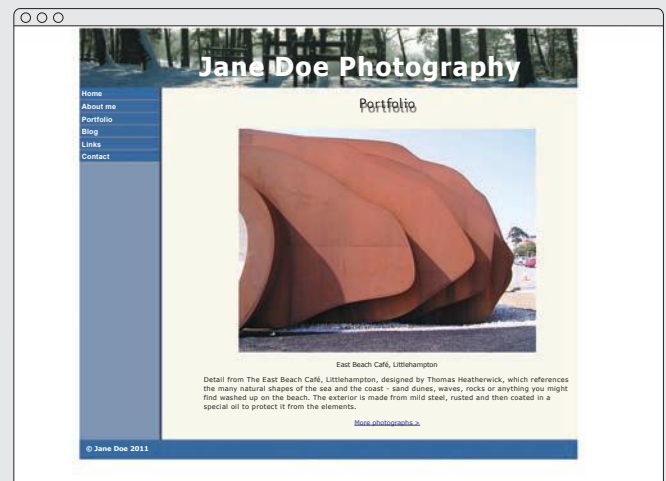 Jane Doe Photography
Home
About me
Portfolio
Blog
Links
Contact
Portfolio
East Beach Café, Littlehampton
Detail from The East Beach Café, Littlehampton, designed by Thomas Heatherwick, which references
the many natural shapes of the sea and the coast - sand dunes, waves, rocks or anything you might
find washed up on the beach. The exterior is made from mild steel, rusted and then coated in a
special oil to protect it from the elements.
More photographs >
© Jane Doe 2011